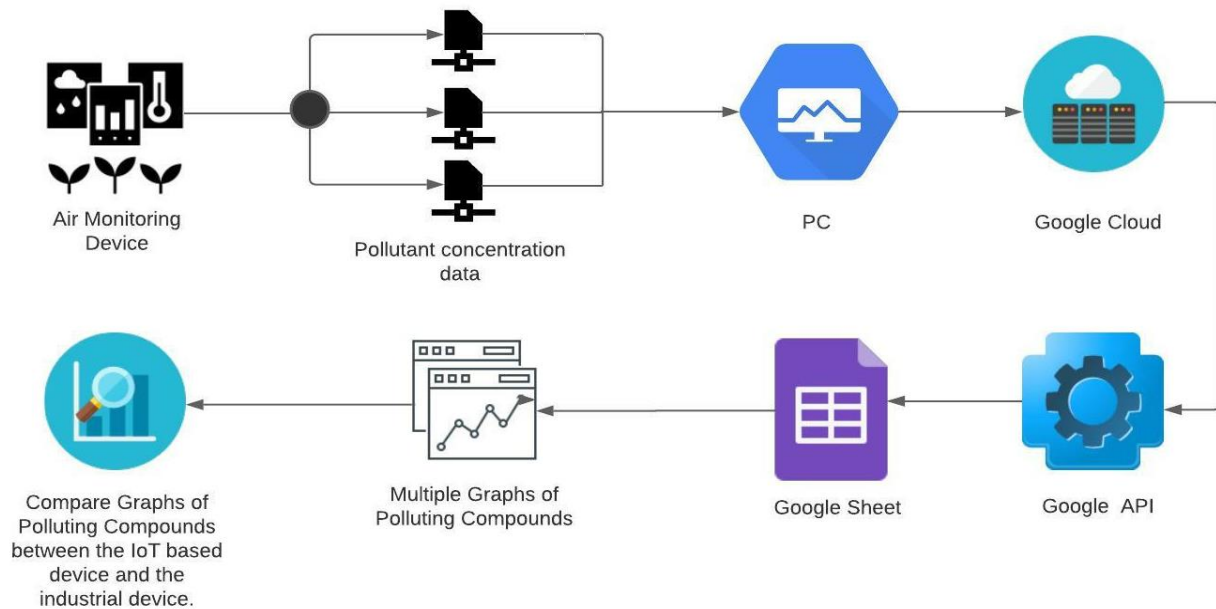 Air Monitoring
Device
Pollutant concentration
data
PC
Google Cloud
Compare Graphs of
Polluting Compounds
between the IoT based
device and the
industrial device.
Multiple Graphs of
Polluting Compounds
Google Sheet
Google API